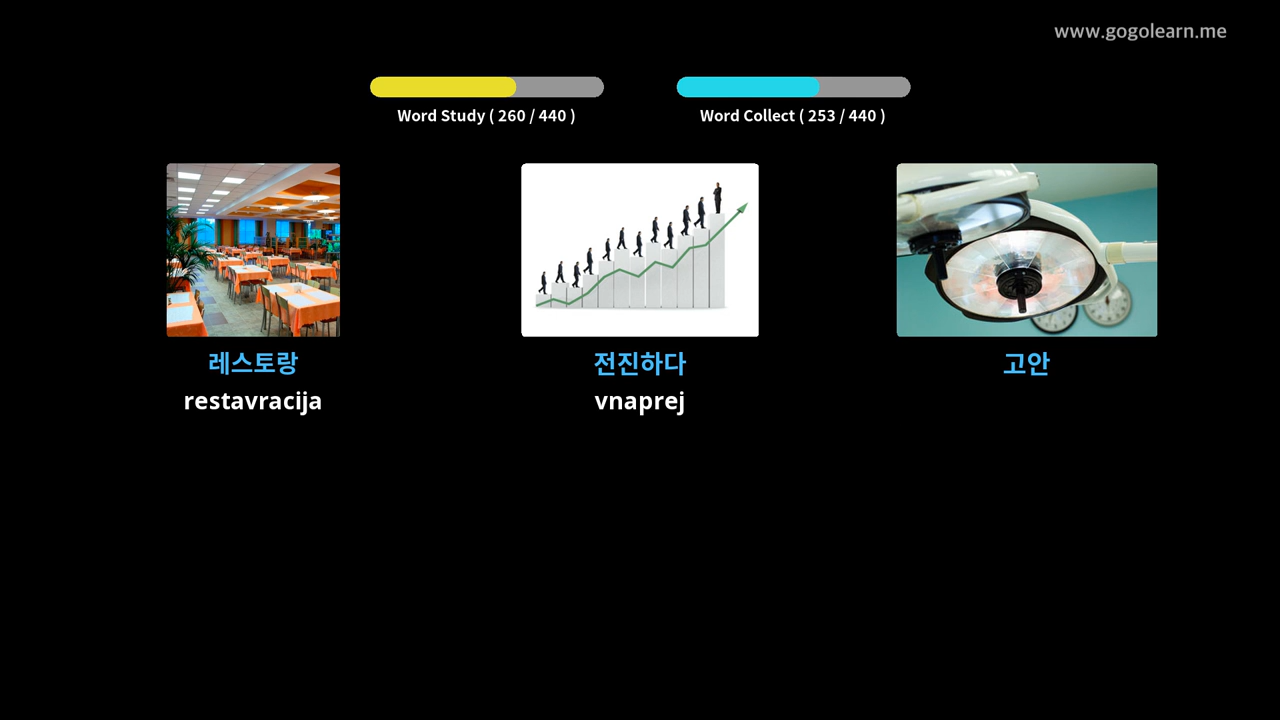 www.gogolearn.me
Word Study ( 260 / 440 )
Word Collect ( 253 / 440 )
레스토랑
전진하다
고안
restavracija
vnaprej